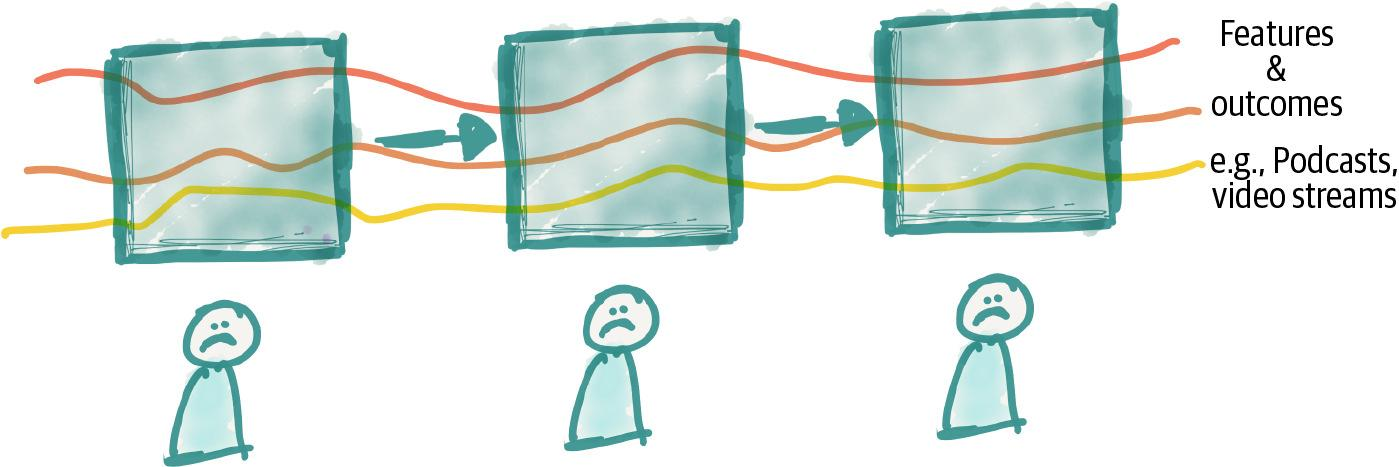 Features
&
outcomes
e.g., Podcasts,
video streams